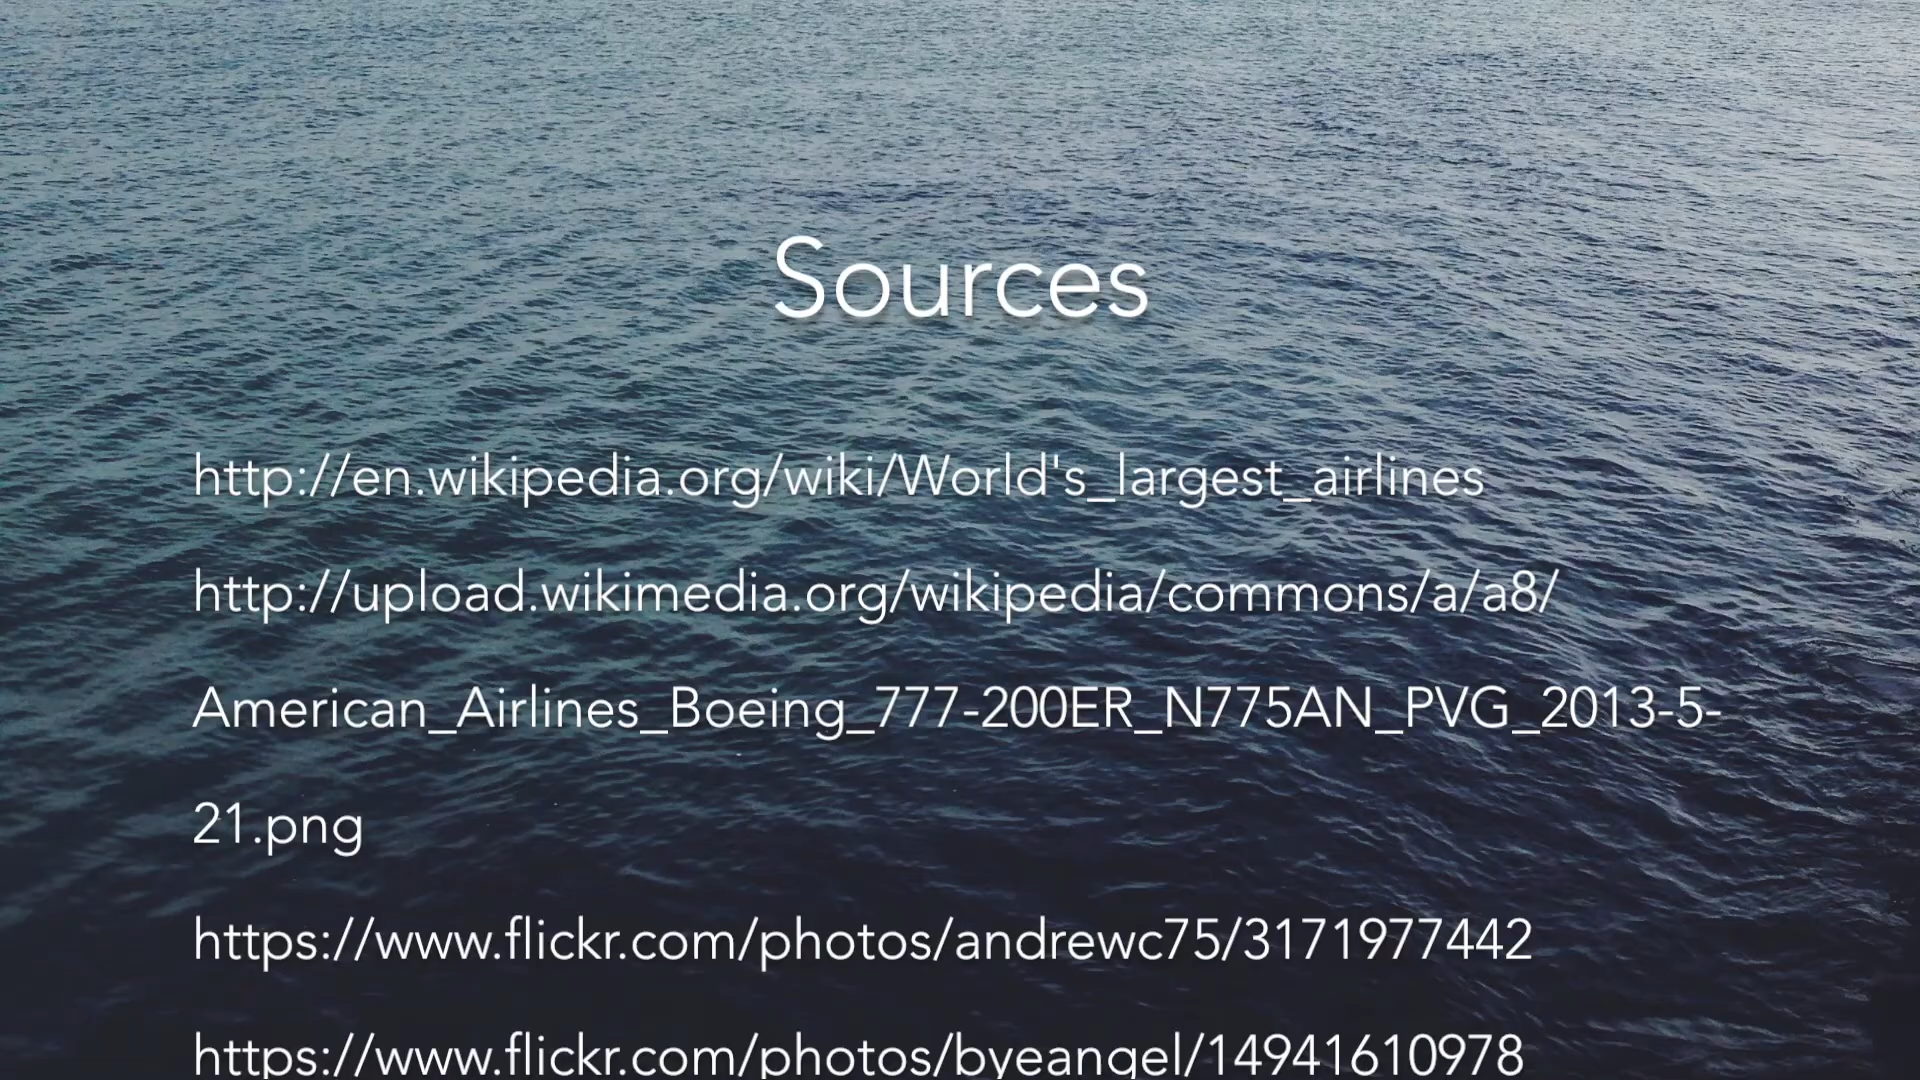 Sources
http://en.wikipedia.org/wiki/World's_largest_airlines
http://upload.wikimedia.org/wikipedia/commons/a/a8/
American_Airlines_Boeing_777-200ER_N775AN_PVG_2013-5-
21.png
https://www.flickr.com/photos/andrewc75/3171977442
https://www.flickr.com/photos/byeangel/14941610978